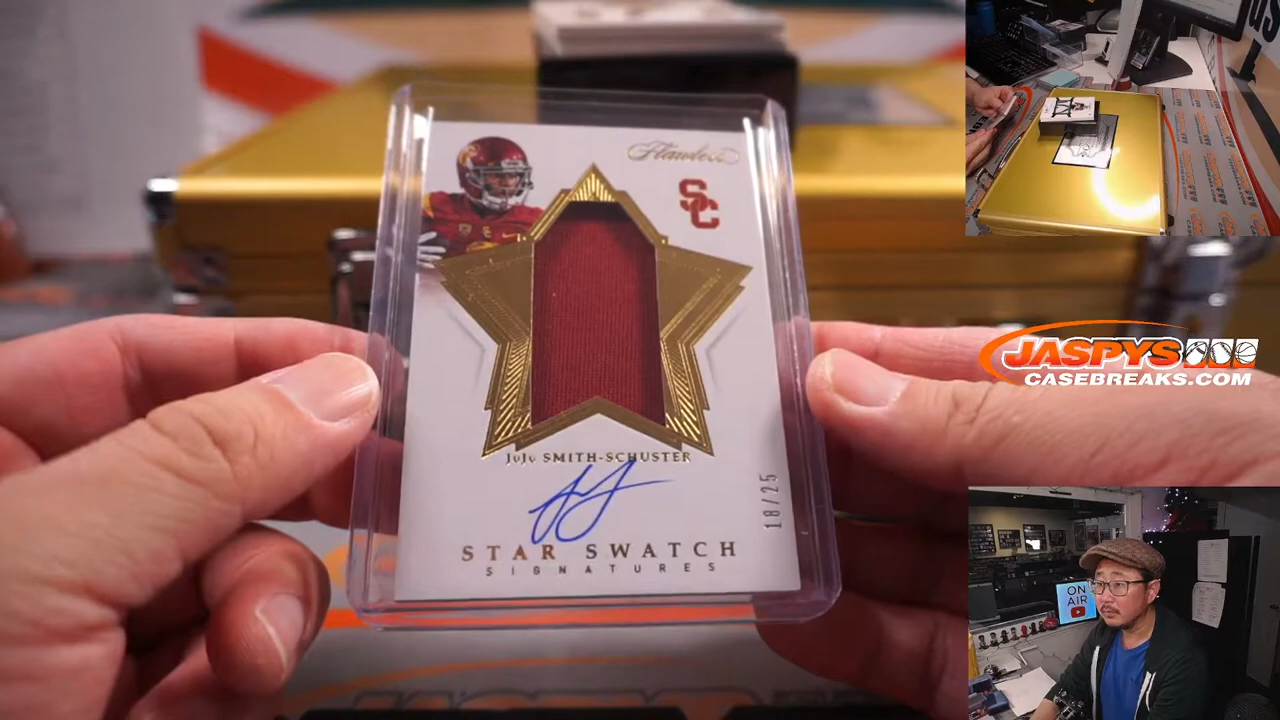 Flawless
SC
JuJu SMITH-SCHUSTER
18/25
STAR SWATCH
SIGNATURES
JASPYS
CASEBREAKS.COM
ON
AIR